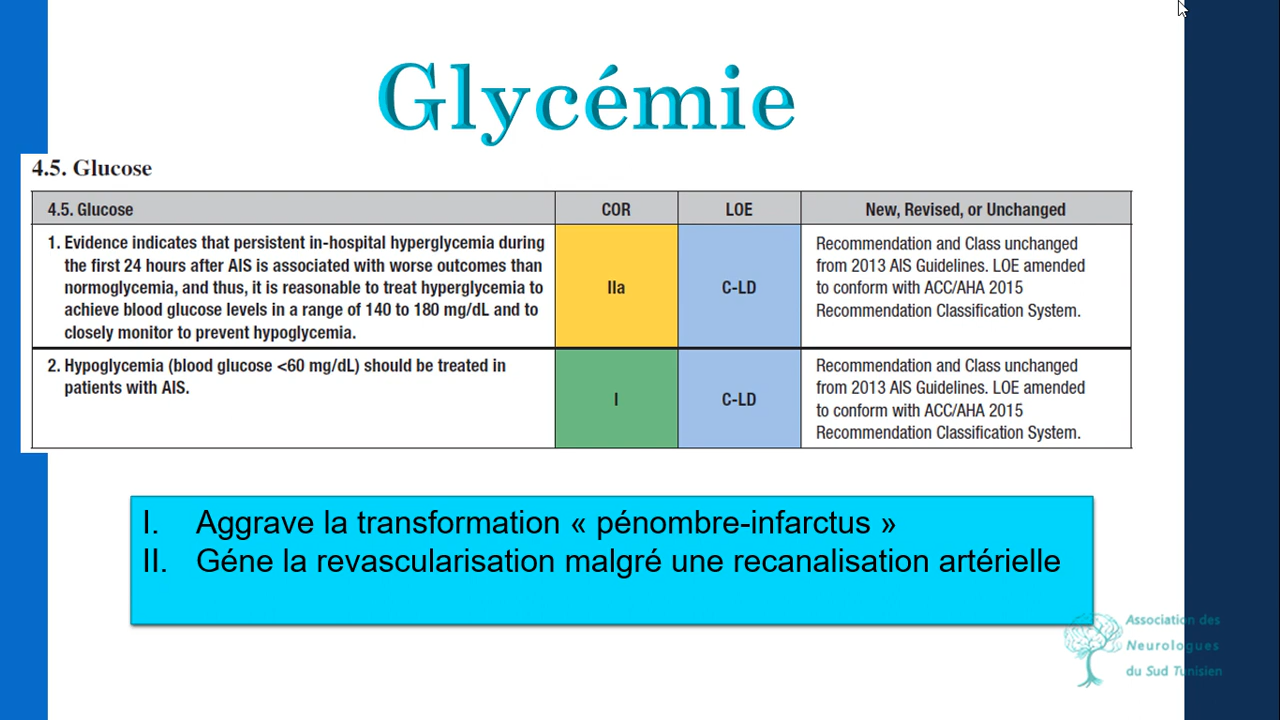 Glycémie
4.5. Glucose
4.5. Glucose COR LOE New, Revised, or Unchanged
1. Evidence indicates that persistent in-hospital hyperglycemia during
the first 24 hours after AIS is associated with worse outcomes than
normoglycemia, and thus, it is reasonable to treat hyperglycemia to
achieve blood glucose levels in a range of 140 to 180 mg/dL and to
closely monitor to prevent hypoglycemia.
IIa
C-LD
Recommendation and Class unchanged
from 2013 AIS Guidelines. LOE amended
to conform with ACC/AHA 2015
Recommendation Classification System.
2. Hypoglycemia (blood glucose <60 mg/dL) should be treated in
patients with AIS.
I
C-LD
Recommendation and Class unchanged
from 2013 AIS Guidelines. LOE amended
to conform with ACC/AHA 2015
Recommendation Classification System.
I. Aggrave la transformation « pénombre-infarctus »
II. Géne la revascularisation malgré une recanalisation artérielle
Association des
Neurologues
du Sud Tunisien